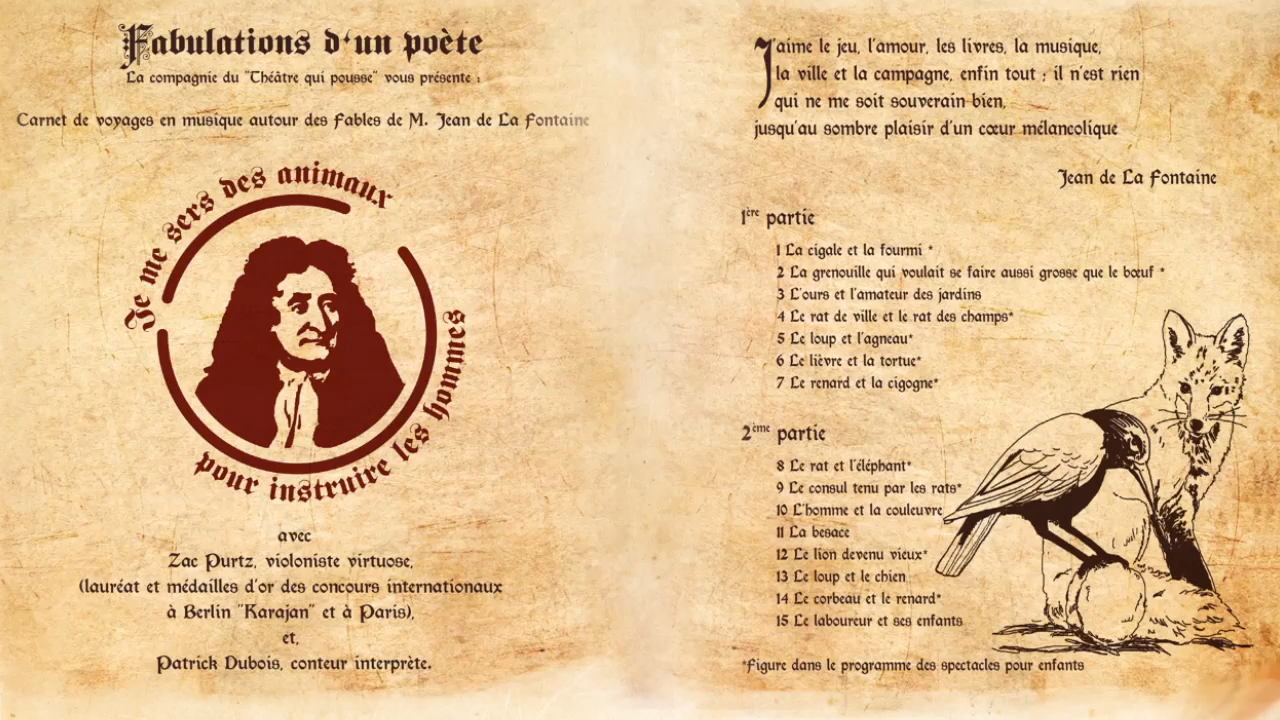 Fabulations d'un poète
La compagnie du "Théâtre qui pousse" vous présente :
Carnet de voyages en musique autour des Fables de M. Jean de La Fontaine
Je me sers des animaux
pour instruire les hommes
avec
Zac Purtz, violoniste virtuose,
(lauréat et médailles d'or des concours internationaux
à Berlin "Karajan" et à Paris),
et,
Patrick Dubois, conteur interprète.
J'aime le jeu, l'amour, les livres, la musique,
la ville et la campagne, enfin tout ; il n'est rien
qui ne me soit souverain bien,
jusqu'au sombre plaisir d'un cœur mélancolique
Jean de La Fontaine
1ère partie
1 La cigale et la fourmi *
2 La grenouille qui voulait se faire aussi grosse que le bœuf *
3 L'ours et l'amateur des jardins
4 Le rat de ville et le rat des champs*
5 Le loup et l'agneau*
6 Le lièvre et la tortue*
7 Le renard et la cigogne*
2ème partie
8 Le rat et l'éléphant*
9 Le consul tenu par les rats*
10 L'homme et la couleuvre
11 La besace
12 Le lion devenu vieux*
13 Le loup et le chien
14 Le corbeau et le renard*
15 Le laboureur et ses enfants
*Figure dans le programme des spectacles pour enfants